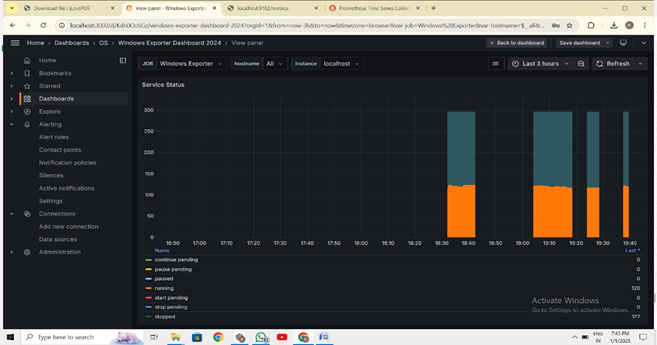 Download file | iLovePDF
View panel - Windows Exporter
localhost:9182/metrics
Prometheus Time Series Collec
localhost:3000/d/Kdh0OoSGz/windows-exporter-dashboard-2024?orgId=1&from=now-3h&to=now&timezone=browser&var-job=Windows%20Exporter&var-hostname=$__all&
Home › Dashboards › OS › Windows Exporter Dashboard 2024 › View panel
Back to dashboard
Save dashboard
Home
Bookmarks
Starred
Dashboards
Explore
Alerting
Alert rules
Contact points
Notification policies
Silences
Active notifications
Settings
Connections
Add new connection
Data sources
Administration
JOB Windows Exporter hostname All instance localhost
Last 3 hours
Refresh
Service Status
300
250
200
150
100
50
0
16:50 17:00 17:10 17:20 17:30 17:40 17:50 18:00 18:10 18:20 18:30 18:40 18:50 19:00 19:10 19:20 19:30 19:40
Name Last *
continue pending 0
pause pending 0
paused 0
running 120
start pending 0
stop pending 0
stopped 177
Activate Windows
Go to Settings to activate Windows.
Type here to search
ENG
IN
7:43 PM
1/1/2025